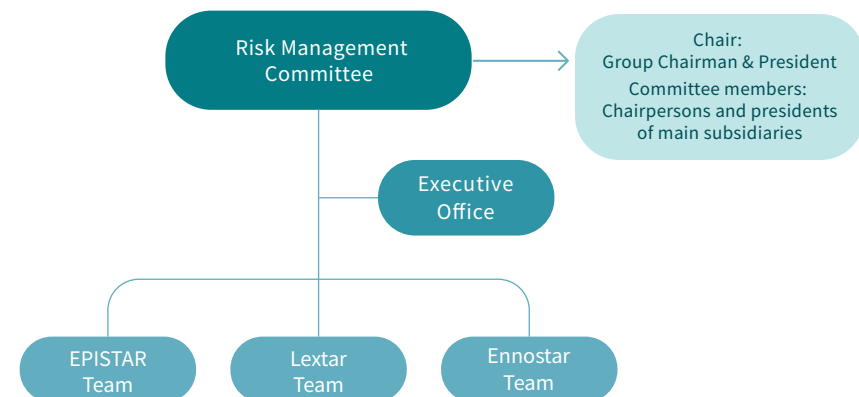 Risk Management
Committee
Chair:
Group Chairman & President
Committee members:
Chairpersons and presidents
of main subsidiaries
Executive
Office
EPISTAR
Team
Lextar
Team
Ennostar
Team